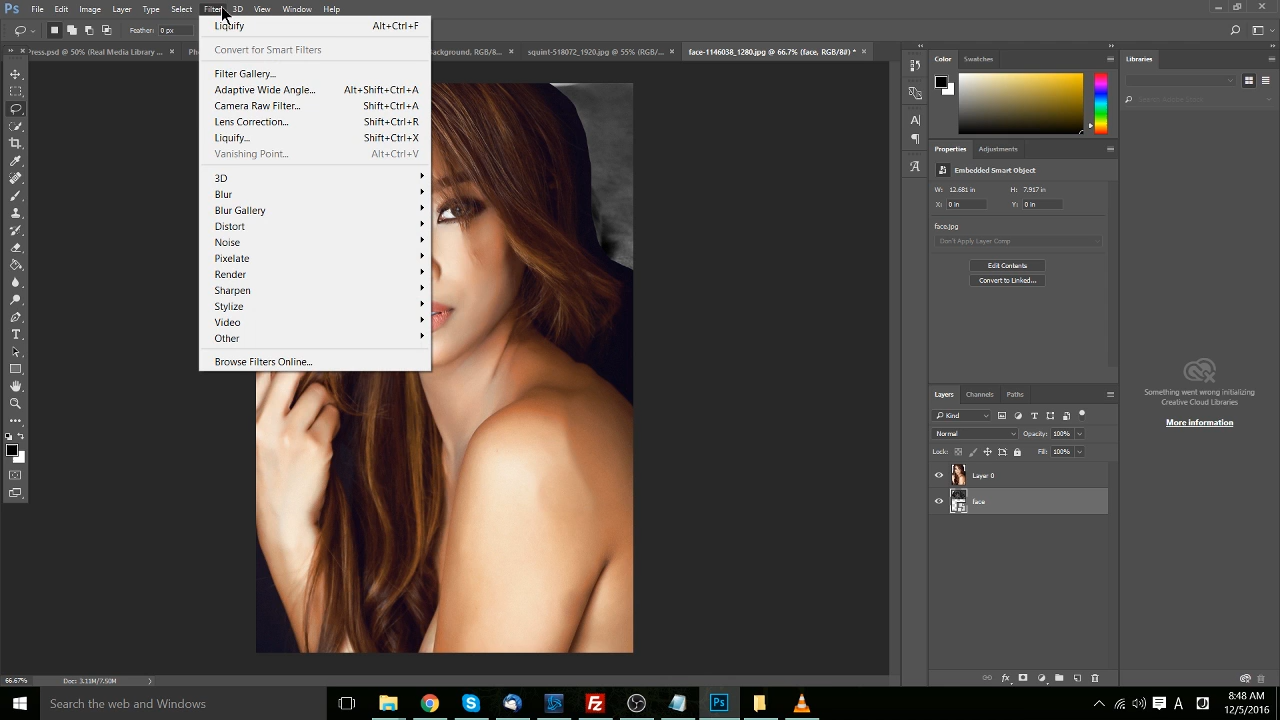 Ps File Edit Image Layer Type Select Filter 3D View Window Help
Feather: 0 px
Press.psd @ 50% (Real Media Library ...
ackground, RGB/8...
squint-518072_1920.jpg @ 55% (RGB/...
face-1146038_1280.jpg @ 66.7% (face, RGB/8#) *
Liquify Alt+Ctrl+F
Convert for Smart Filters
Filter Gallery...
Adaptive Wide Angle... Alt+Shift+Ctrl+A
Camera Raw Filter... Shift+Ctrl+A
Lens Correction... Shift+Ctrl+R
Liquify... Shift+Ctrl+X
Vanishing Point... Alt+Ctrl+V
3D
Blur
Blur Gallery
Distort
Noise
Pixelate
Render
Sharpen
Stylize
Video
Other
Browse Filters Online...
Color Swatches
Properties Adjustments
Embedded Smart Object
W: 12.681 in H: 7.917 in
X: 0 in Y: 0 in
face.jpg
Don't Apply Layer Comp
Edit Contents
Convert to Linked...
Layers Channels Paths
Kind
Normal Opacity: 100%
Lock: Fill: 100%
Layer 0
face
Libraries
Search Adobe Stock
Something went wrong initializing
Creative Cloud Libraries
More information
66.67% Doc: 3.11M/7.50M
Search the web and Windows
8:48 AM
12/5/2016